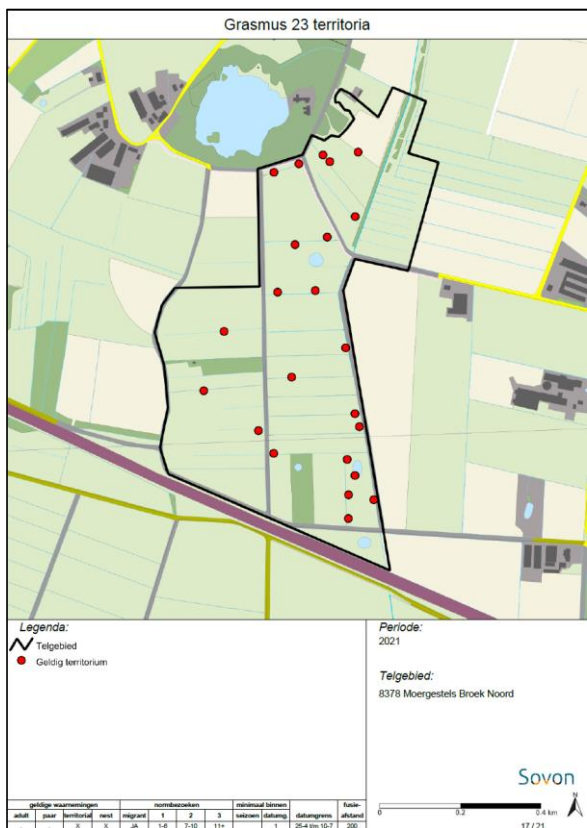 Grasmus 23 territoria
Legenda:
Telgebied
Geldig territorium
Periode:
2021
Telgebied:
8378 Moergestels Broek Noord
Sovon
0 0.2 0.4 km
N
17 / 21
geldige waarnemingen normbezoeken minimaal binnen fusie-
adult paar territoriaal nest migrant 1 2 3 seizoen datumg. datumgrens afstand
- - X X JA 1-6 7-10 11+ 1 25-4 t/m 10-7 200